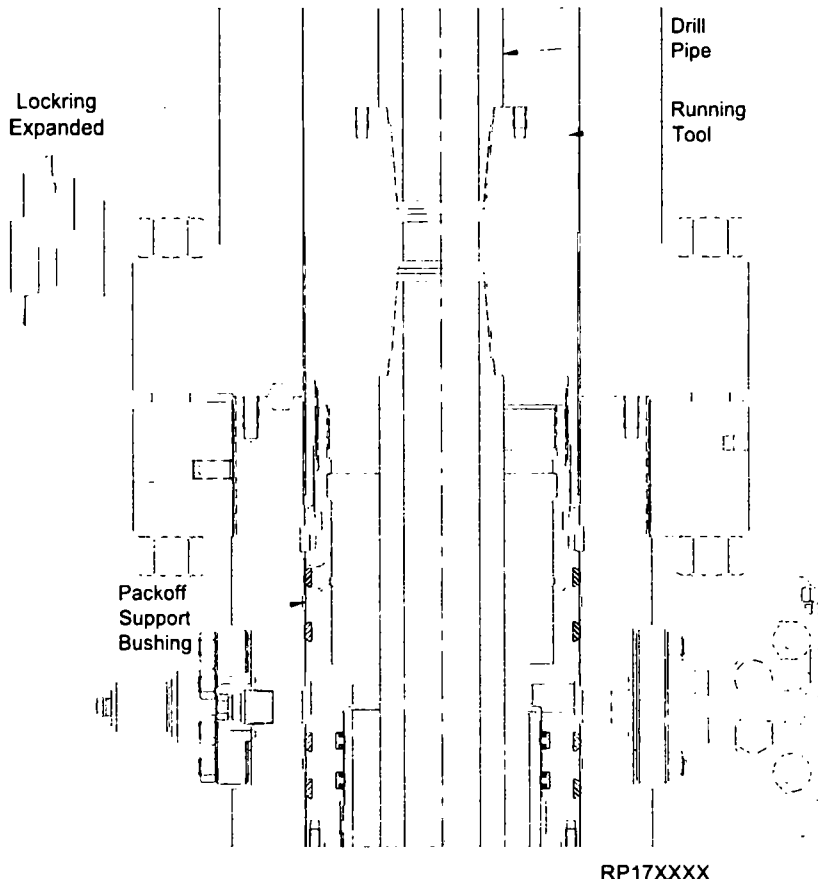 Drill
Pipe
Lockring
Expanded
Running
Tool
Packoff
Support
Bushing
RP17XXXX